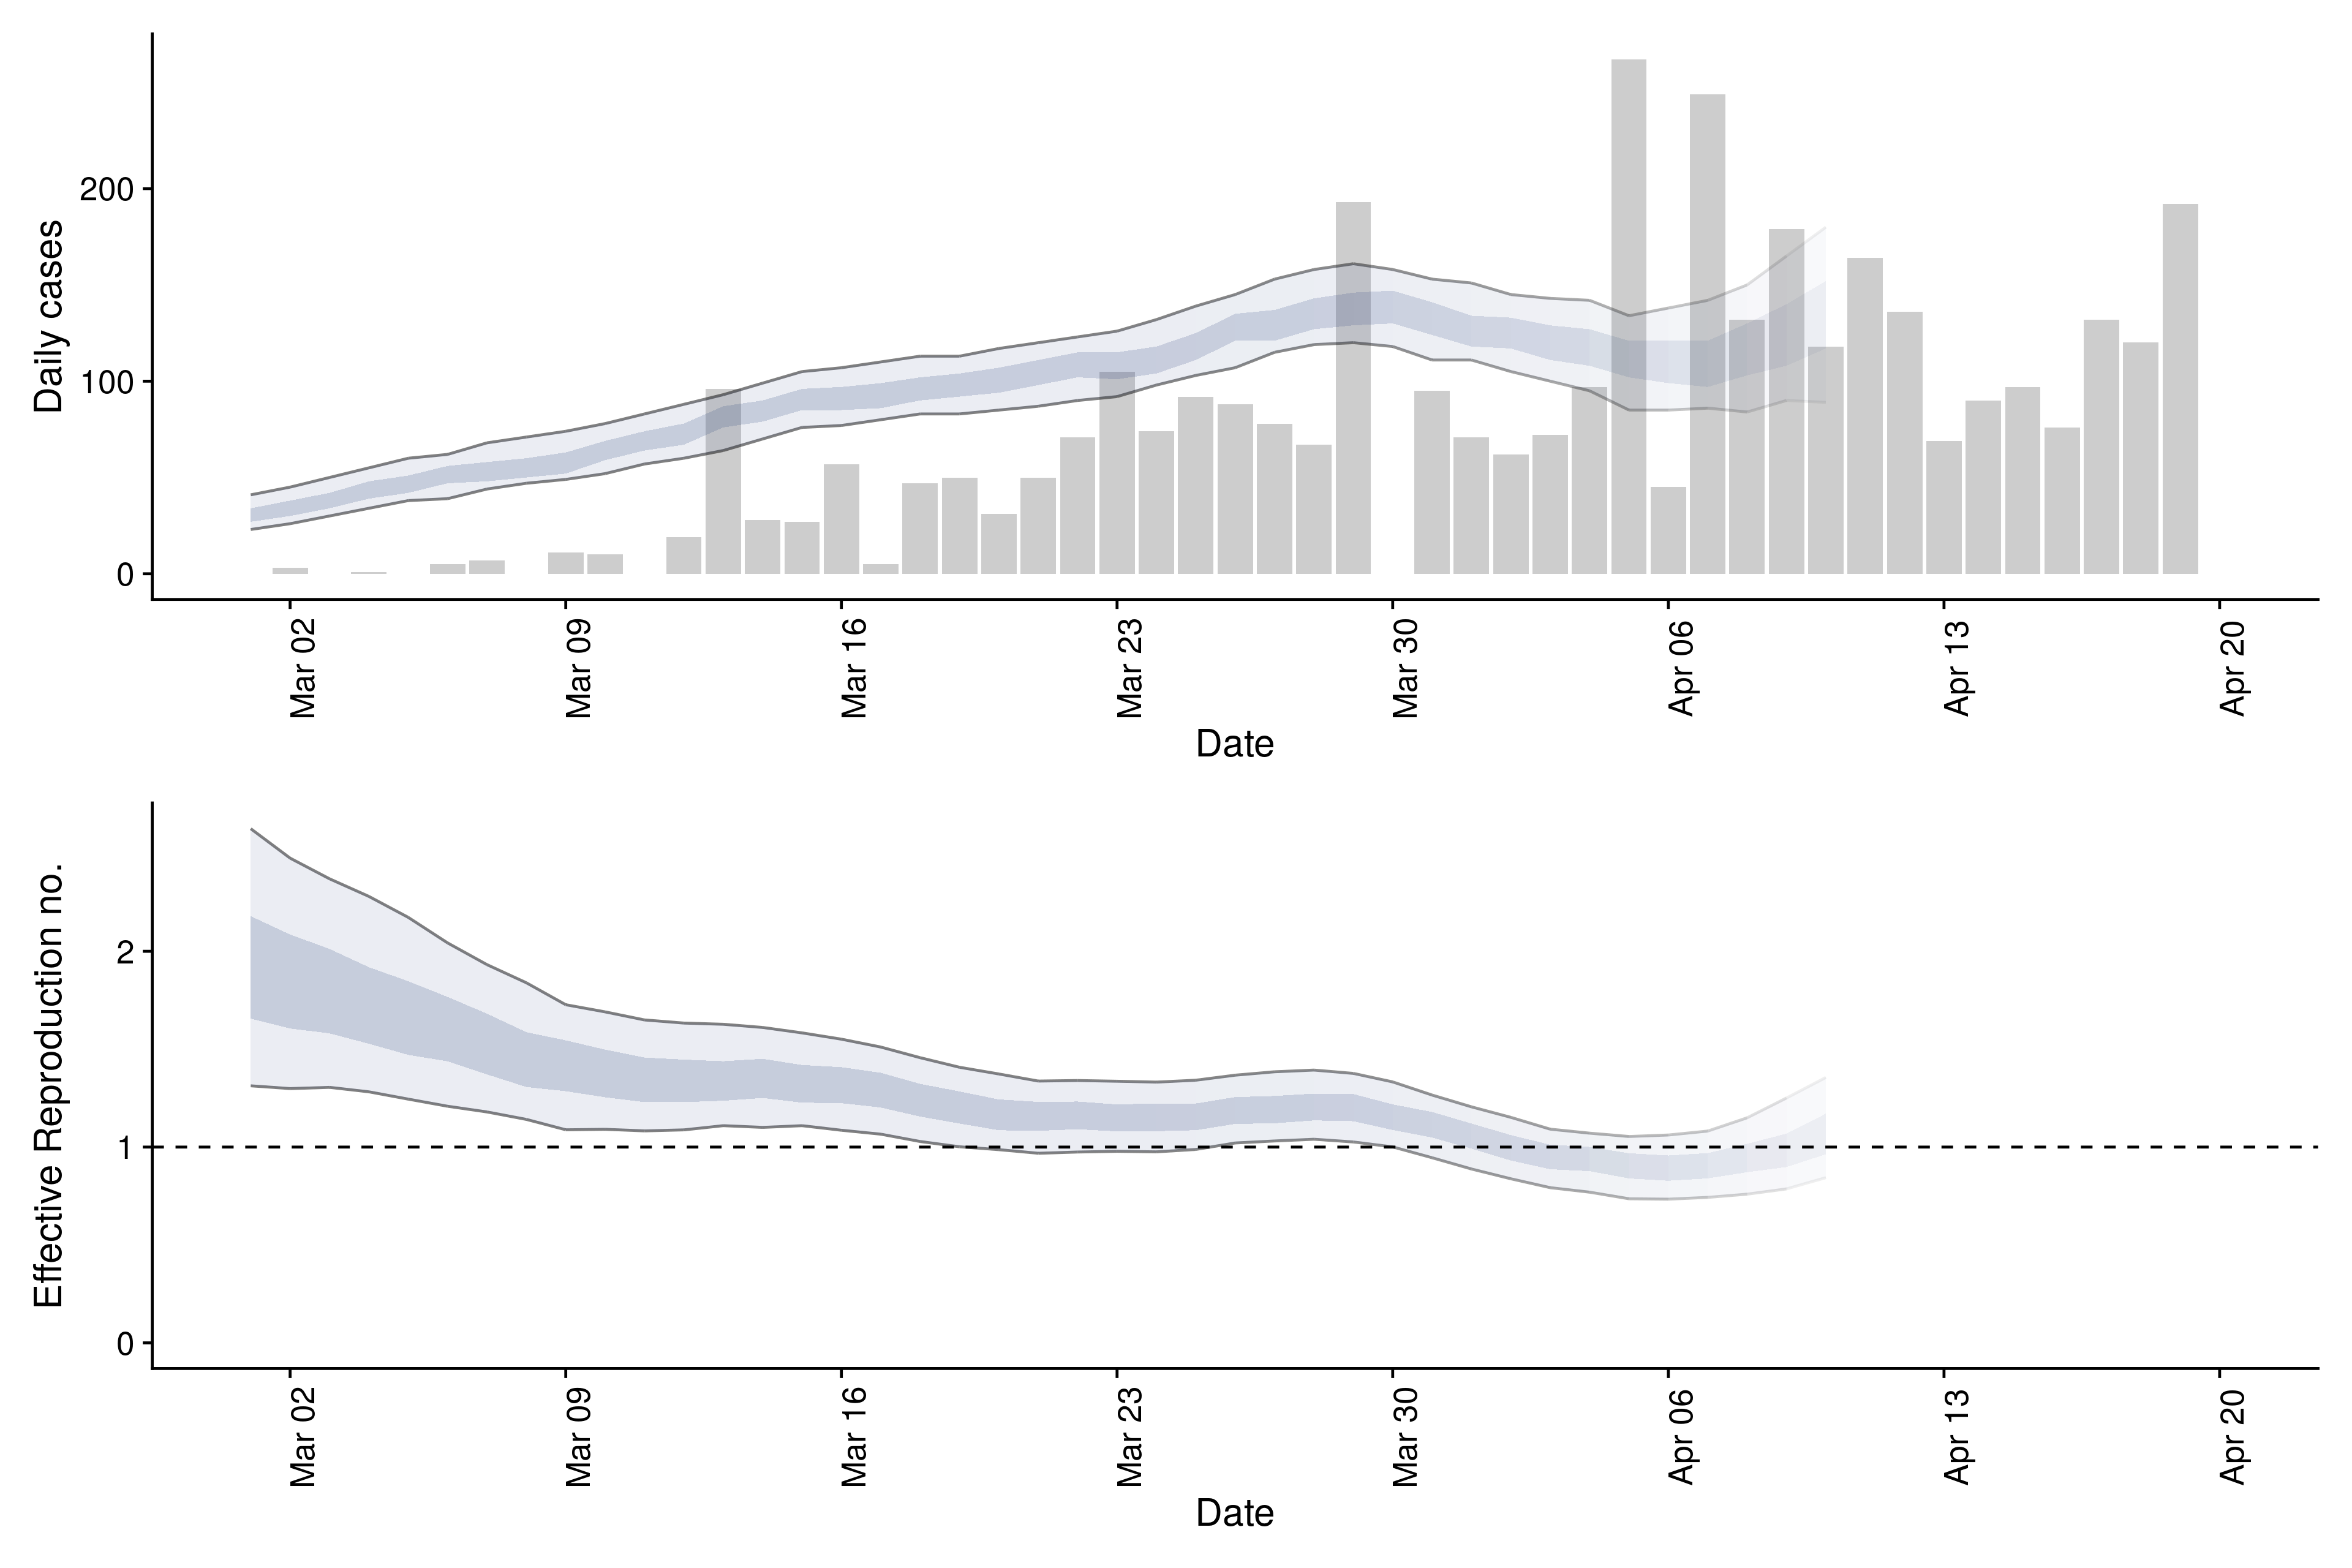 Daily cases
200
100
0
Mar 02
Mar 09
Mar 16
Mar 23
Mar 30
Apr 06
Apr 13
Apr 20
Date
Effective Reproduction no.
2
1
0
Mar 02
Mar 09
Mar 16
Mar 23
Mar 30
Apr 06
Apr 13
Apr 20
Date